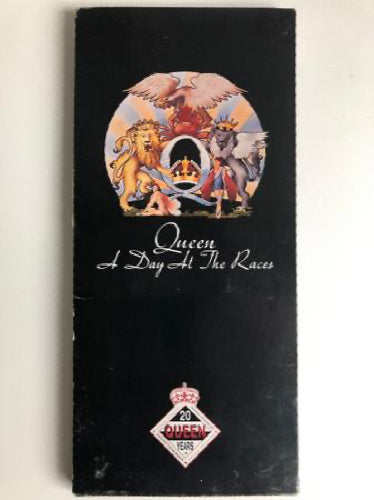 Queen
A Day At The Races
20
QUEEN
YEARS